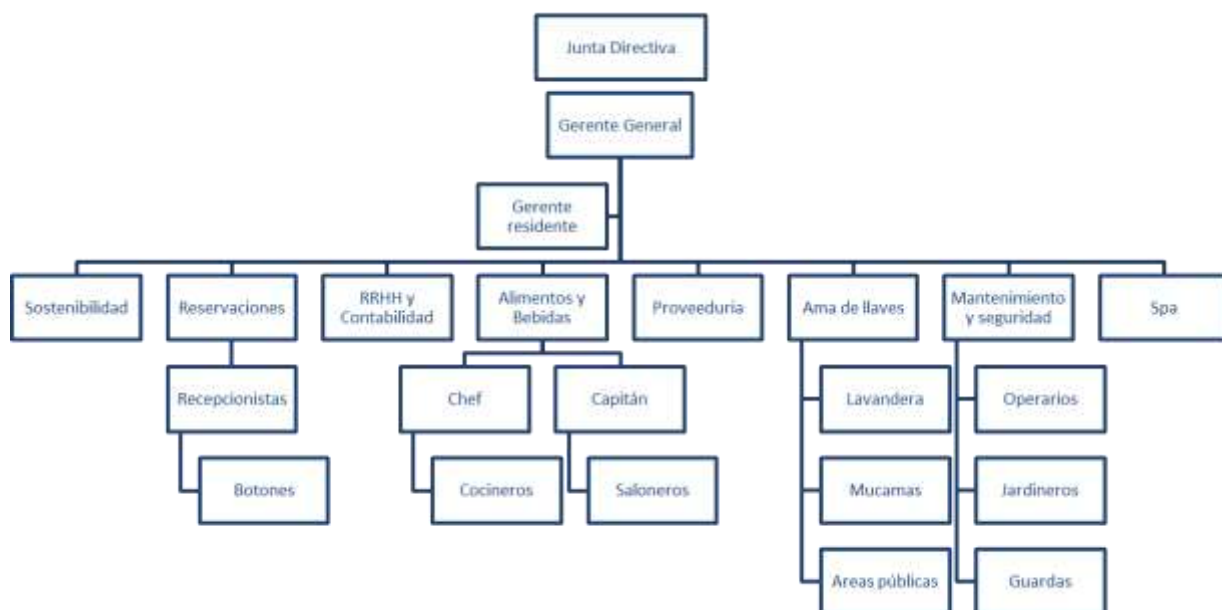 Junta Directiva
Gerente General
Gerente
residente
Sostenibilidad
Reservaciones
RRHH y
Contabilidad
Alimentos y
Bebidas
Proveeduria
Ama de llaves
Mantenimiento
y seguridad
Spa
Recepcionistas
Chef
Capitán
Lavandera
Operarios
Botones
Cocineros
Saloneros
Mucamas
Jardineros
Areas públicas
Guardas